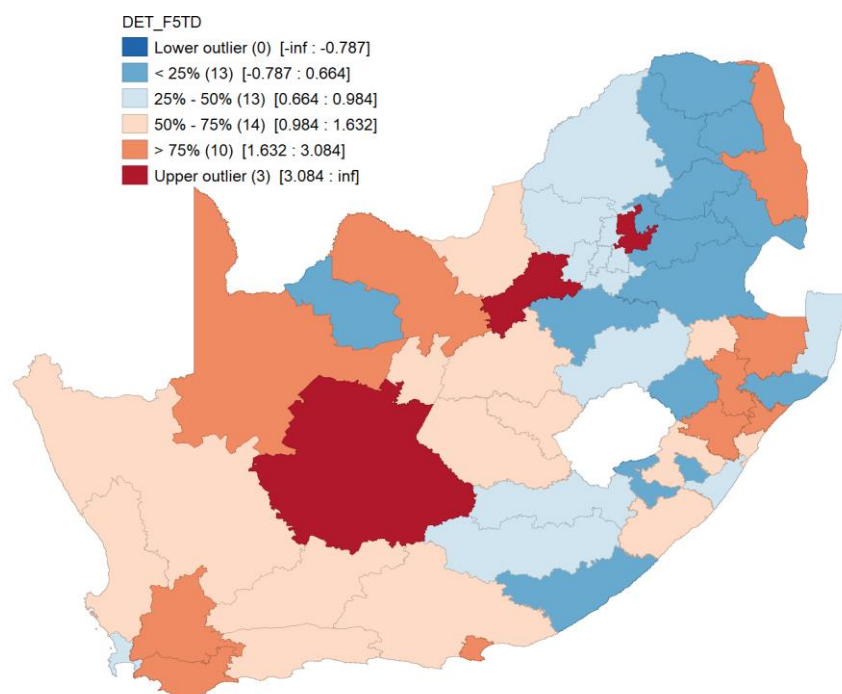 DET_F5TD
Lower outlier (0) [-inf : -0.787]
< 25% (13) [-0.787 : 0.664]
25% - 50% (13) [0.664 : 0.984]
50% - 75% (14) [0.984 : 1.632]
> 75% (10) [1.632 : 3.084]
Upper outlier (3) [3.084 : inf]